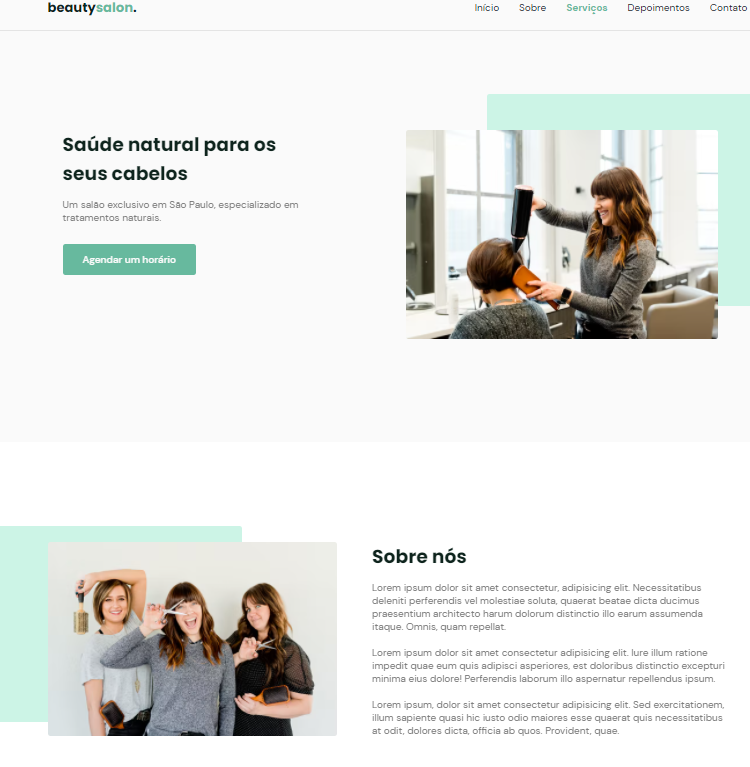 beautysalon.
Início Sobre Serviços Depoimentos Contato
Saúde natural para os
seus cabelos
Um salão exclusivo em São Paulo, especializado em
tratamentos naturais.
Agendar um horário
Sobre nós
Lorem ipsum dolor sit amet consectetur, adipisicing elit. Necessitatibus
deleniti perferendis vel molestiae soluta, quaerat beatae dicta ducimus
praesentium architecto harum dolorum distinctio illo earum assumenda
itaque. Omnis, quam repellat.
Lorem ipsum dolor sit amet consectetur adipisicing elit. Iure illum ratione
impedit quae eum quis adipisci asperiores, est doloribus distinctio excepturi
minima eius dolore! Perferendis laborum illo aspernatur repellendus ipsum.
Lorem ipsum, dolor sit amet consectetur adipisicing elit. Sed exercitationem,
illum sapiente quasi hic iusto odio maiores esse quaerat quis necessitatibus
at odit, dolores dicta, officia ab quos. Provident, quae.